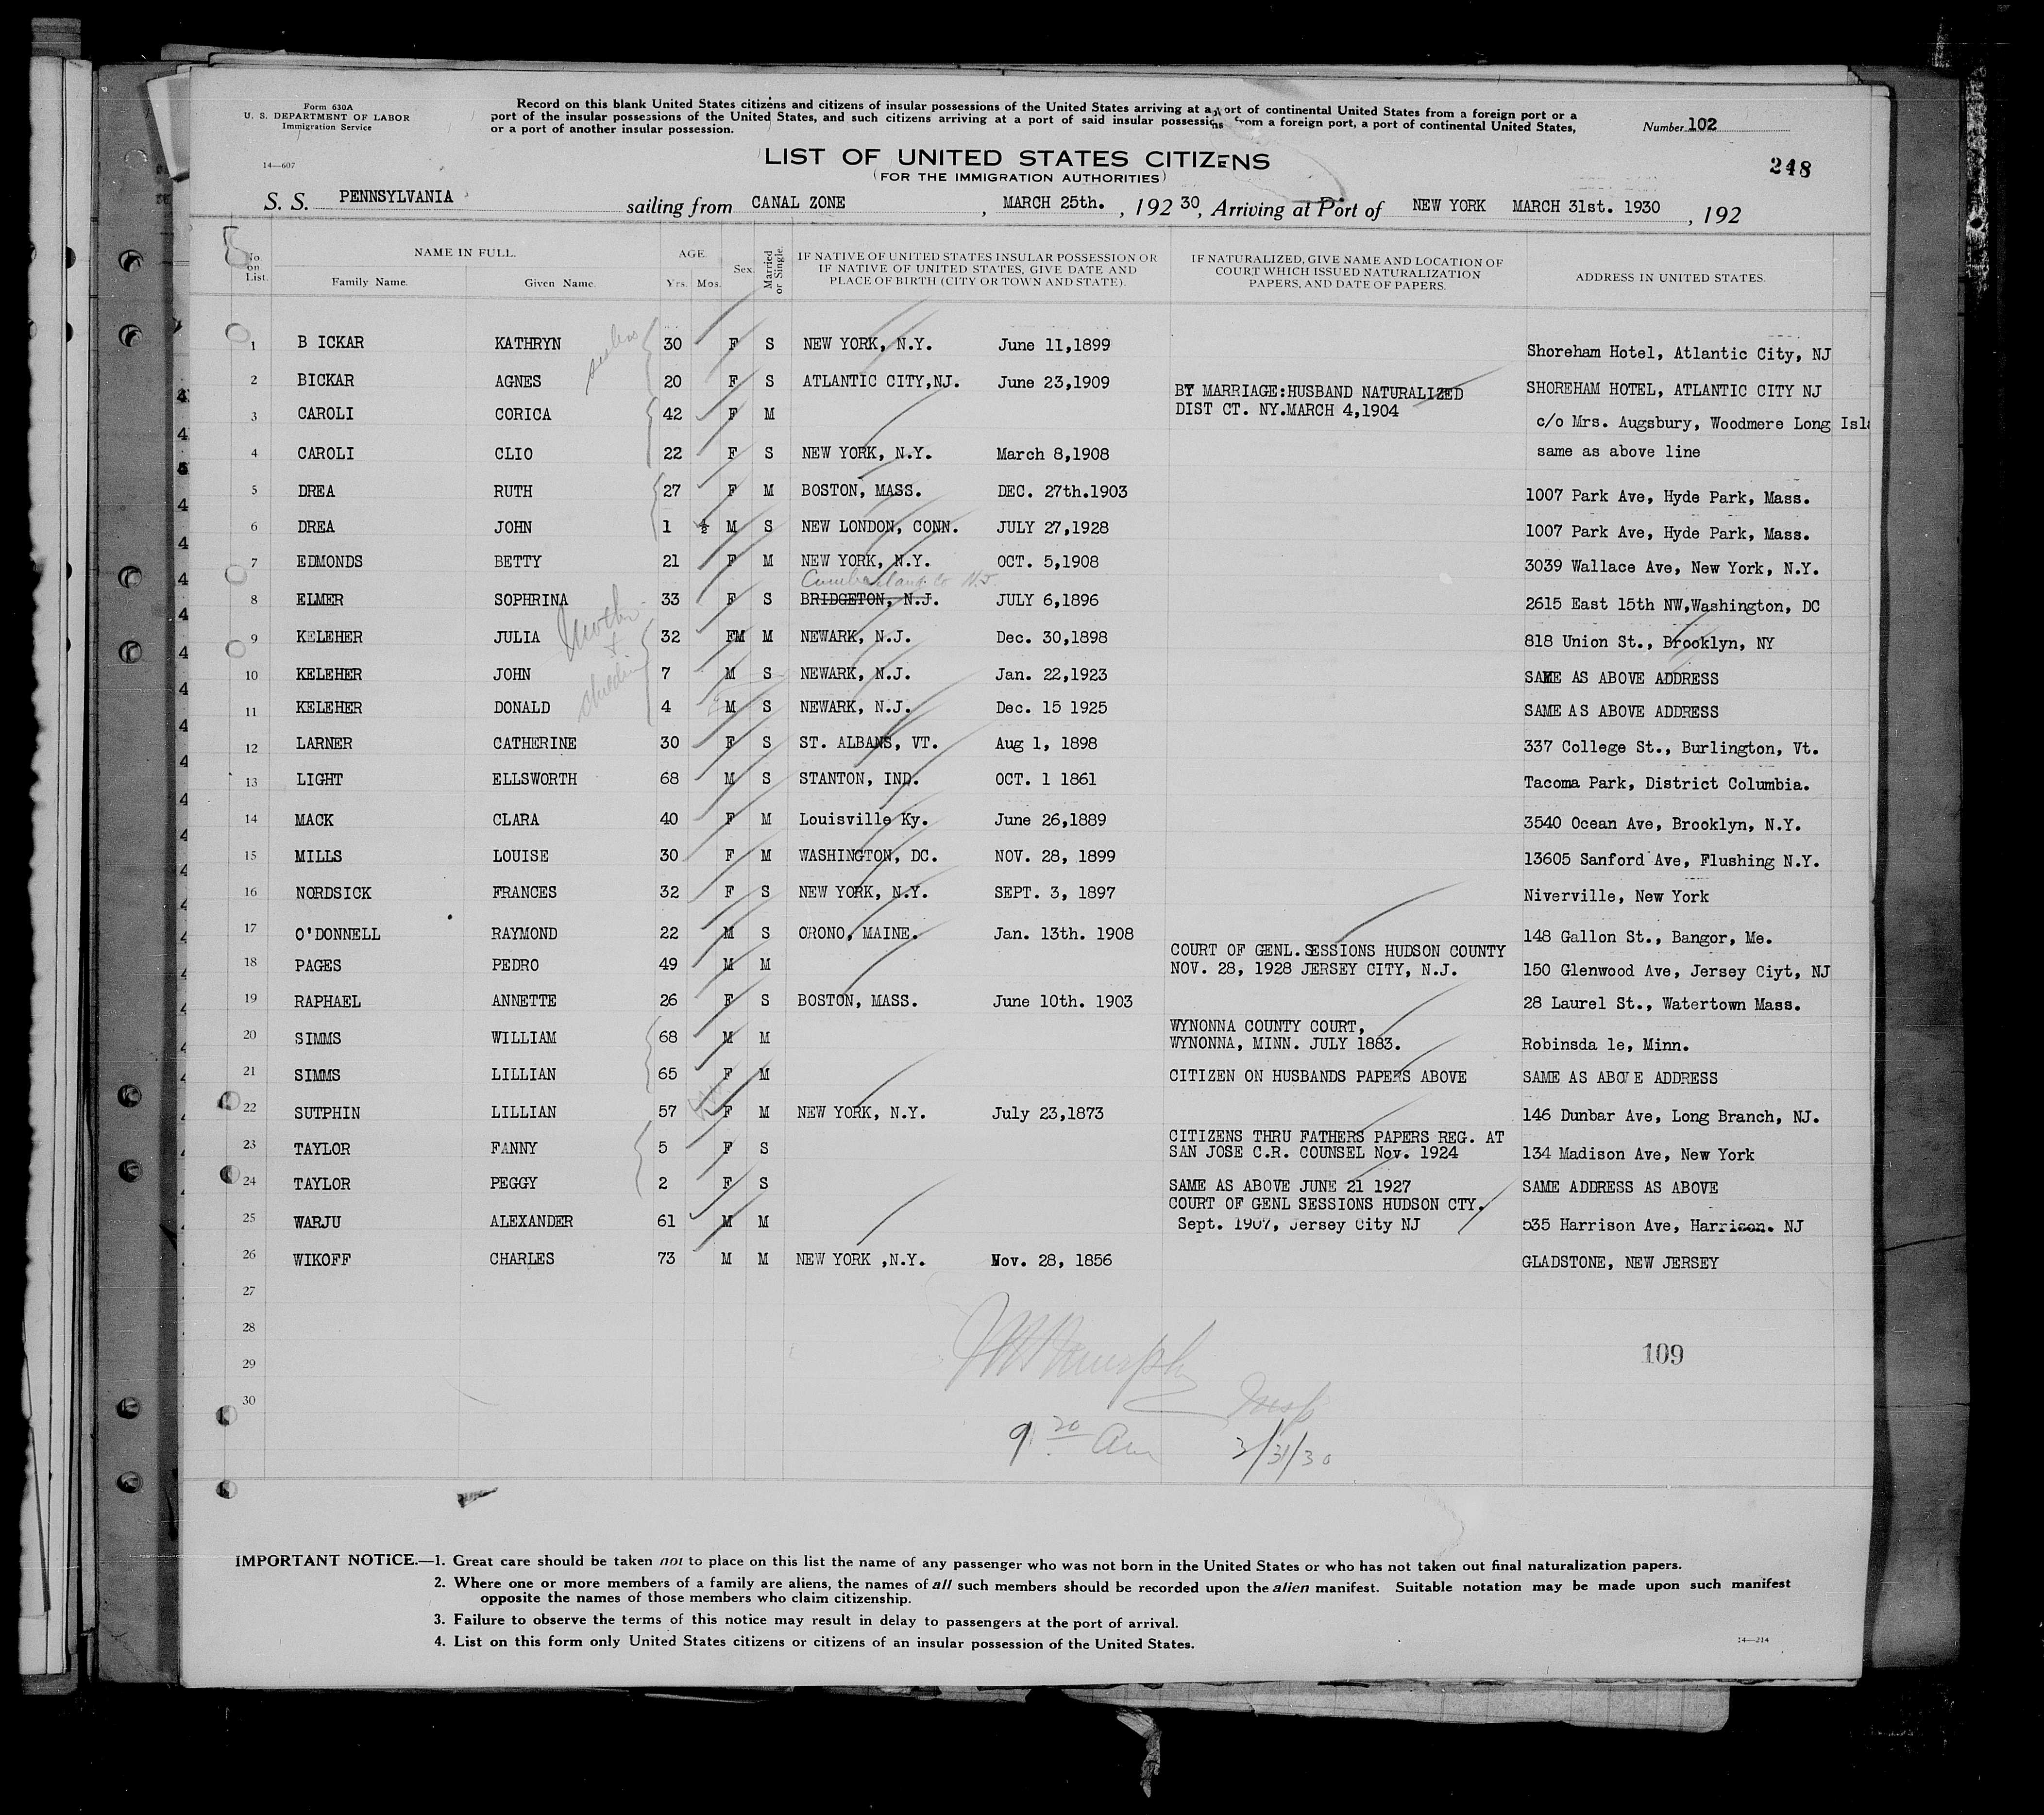 Form 630A
U. S. DEPARTMENT OF LABOR
Immigration Service
14—607
Record on this blank United States citizens and citizens of insular possessions of the United States arriving at a port of continental United States from a foreign port or a
port of the insular possessions of the United States, and such citizens arriving at a port of said insular possessions from a foreign port, a port of continental United States,
or a port of another insular possession.
Number 102
LIST OF UNITED STATES CITIZENS
(FOR THE IMMIGRATION AUTHORITIES)
248
S. S. PENNSYLVANIA sailing from CANAL ZONE , MARCH 25th. , 192 30, Arriving at Port of NEW YORK MARCH 31st. 1930 , 192
No. on List. NAME IN FULL. Family Name. Given Name. AGE. Yrs. Mos. Sex. Married or Single. IF NATIVE OF UNITED STATES INSULAR POSSESSION OR IF NATIVE OF UNITED STATES, GIVE DATE AND PLACE OF BIRTH (CITY OR TOWN AND STATE). IF NATURALIZED, GIVE NAME AND LOCATION OF COURT WHICH ISSUED NATURALIZATION PAPERS, AND DATE OF PAPERS. ADDRESS IN UNITED STATES.
1 B ICKAR KATHRYN sisters 30 F S NEW YORK, N.Y. June 11,1899 Shoreham Hotel, Atlantic City, NJ
2 BICKAR AGNES 20 F S ATLANTIC CITY,NJ. June 23,1909 SHOREHAM HOTEL, ATLANTIC CITY NJ
BY MARRIAGE:HUSBAND NATURALIZED
3 CAROLI CORICA 42 F M DIST CT. NY.MARCH 4,1904 c/o Mrs. Augsbury, Woodmere Long Isla
4 CAROLI CLIO 22 F S NEW YORK, N.Y. March 8,1908 same as above line
5 DREA RUTH 27 F M BOSTON, MASS. DEC. 27th.1903 1007 Park Ave, Hyde Park, Mass.
6 DREA JOHN 1 M S NEW LONDON, CONN. JULY 27,1928 1007 Park Ave, Hyde Park, Mass.
7 EDMONDS BETTY 21 F M NEW YORK, N.Y. OCT. 5,1908 3039 Wallace Ave, New York, N.Y.
Cumberland Co N.J.
8 ELMER SOPHRINA 33 F S BRIDGETON, N.J. JULY 6,1896 2615 East 15th NW,Washington, DC
Mother + children
9 KELEHER JULIA 32 FM M NEWARK, N.J. Dec. 30,1898 818 Union St., Brooklyn, NY
10 KELEHER JOHN 7 M S NEWARK, N.J. Jan. 22,1923 SAME AS ABOVE ADDRESS
11 KELEHER DONALD 4 M S NEWARK, N.J. Dec. 15 1925 SAME AS ABOVE ADDRESS
12 LARNER CATHERINE 30 F S ST. ALBANS, VT. Aug 1, 1898 337 College St., Burlington, Vt.
13 LIGHT ELLSWORTH 68 M S STANTON, IND. OCT. 1 1861 Tacoma Park, District Columbia.
14 MACK CLARA 40 F M Louisville Ky. June 26,1889 3540 Ocean Ave, Brooklyn, N.Y.
15 MILLS LOUISE 30 F M WASHINGTON, DC. NOV. 28, 1899 13605 Sanford Ave, Flushing N.Y.
16 NORDSICK FRANCES 32 F S NEW YORK, N.Y. SEPT. 3, 1897 Niverville, New York
17 O'DONNELL RAYMOND 22 M S ORONO, MAINE. Jan. 13th. 1908 148 Gallon St., Bangor, Me.
COURT OF GENL.SESSIONS HUDSON COUNTY
18 PAGES PEDRO 49 M M NOV. 28, 1928 JERSEY CITY, N.J. 150 Glenwood Ave, Jersey Ciyt, NJ
19 RAPHAEL ANNETTE 26 F S BOSTON, MASS. June 10th. 1903 28 Laurel St., Watertown Mass.
WYNONNA COUNTY COURT,
20 SIMMS WILLIAM 68 M M WYNONNA, MINN. JULY 1883. Robinsda le, Minn.
21 SIMMS LILLIAN 65 F M CITIZEN ON HUSBANDS PAPERS ABOVE SAME AS ABOVE ADDRESS
22 SUTPHIN LILLIAN 57 F M NEW YORK, N.Y. July 23,1873 146 Dunbar Ave, Long Branch, NJ.
CITIZENS THRU FATHERS PAPERS REG. AT
23 TAYLOR FANNY 5 F S SAN JOSE C.R. COUNSEL Nov. 1924 134 Madison Ave, New York
24 TAYLOR PEGGY 2 F S SAME AS ABOVE JUNE 21 1927 SAME ADDRESS AS ABOVE
COURT OF GENL SESSIONS HUDSON CTY.
25 WARJU ALEXANDER 61 M M Sept. 1907, Jersey City NJ 535 Harrison Ave, Harrison. NJ
26 WIKOFF CHARLES 73 M M NEW YORK ,N.Y. Nov. 28, 1856 GLADSTONE, NEW JERSEY
27
28
29 109
30
Murphy Insp
9 20 Am 3/31/30
IMPORTANT NOTICE.—1. Great care should be taken not to place on this list the name of any passenger who was not born in the United States or who has not taken out final naturalization papers.
2. Where one or more members of a family are aliens, the names of all such members should be recorded upon the alien manifest. Suitable notation may be made upon such manifest
opposite the names of those members who claim citizenship.
3. Failure to observe the terms of this notice may result in delay to passengers at the port of arrival.
4. List on this form only United States citizens or citizens of an insular possession of the United States.
14—214